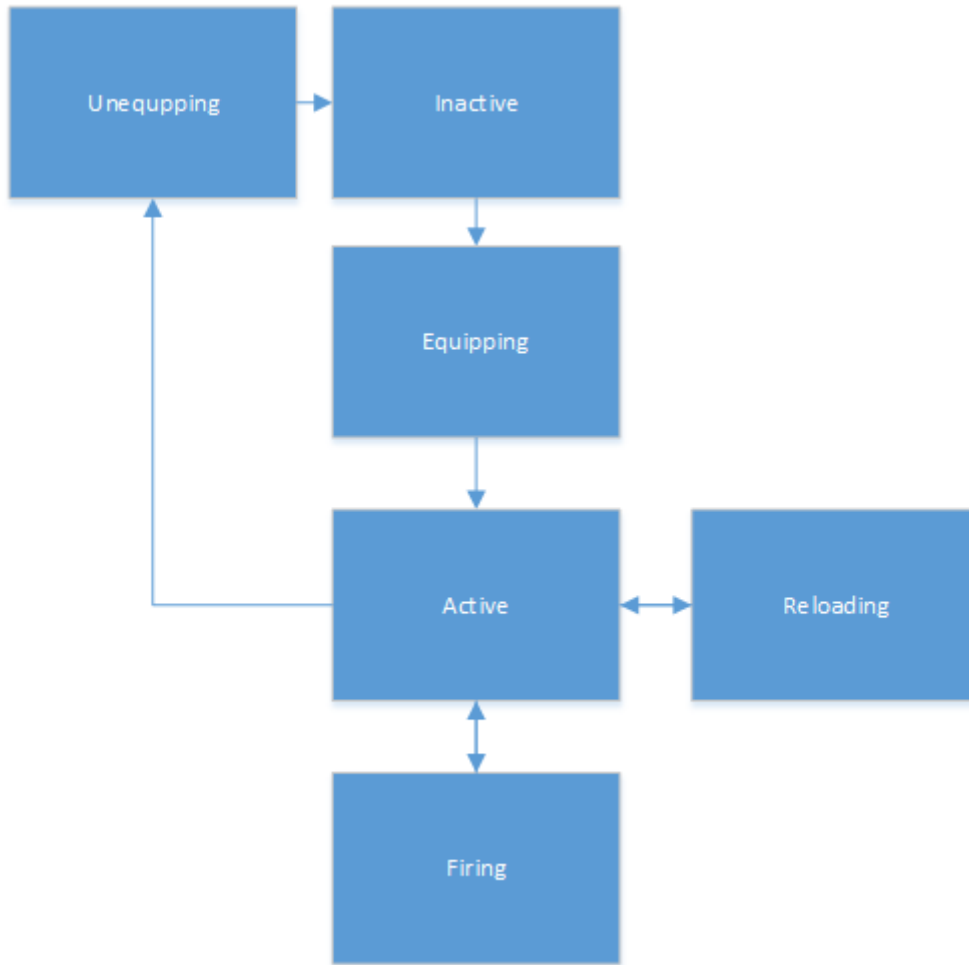 Unequpping
Inactive
Equipping
Active
Reloading
Firing